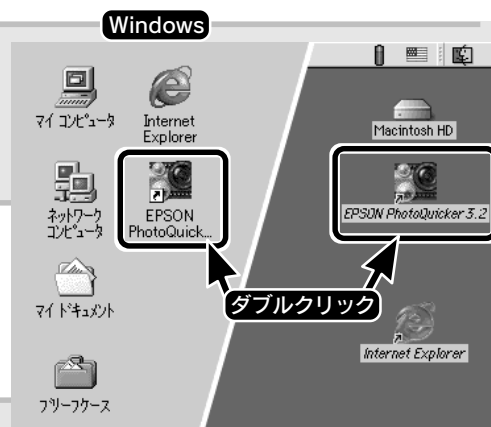 Windows
マイ コンピュータ
Internet
Explorer
Macintosh HD
ネットワーク
コンピュータ
EPSON
PhotoQuick...
EPSON PhotoQuicker3.2
ダブルクリック
マイ ドキュメント
Internet Explorer
ブリーフケース